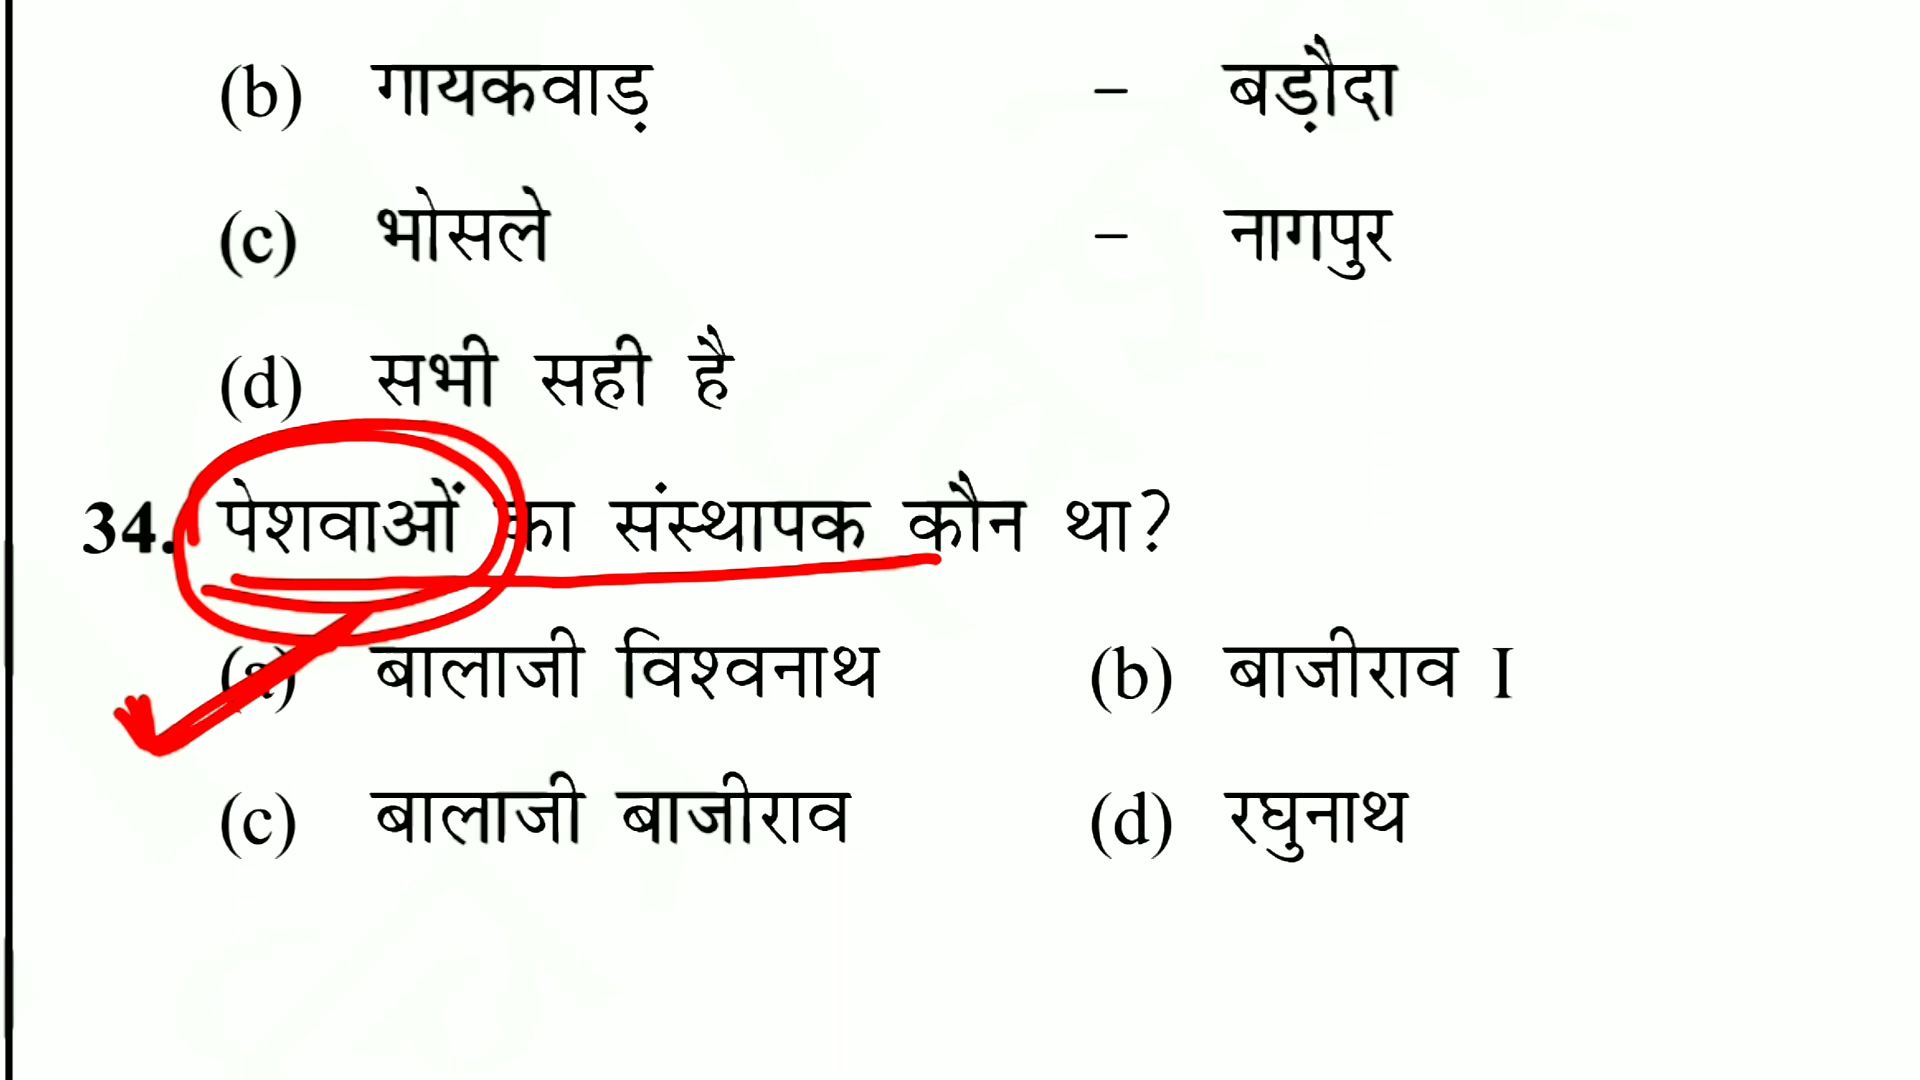 (b) गायकवाड़ – बड़ौदा
(c) भोसले – नागपुर
(d) सभी सही है
34. पेशवाओं का संस्थापक कौन था?
(a) बालाजी विश्वनाथ (b) बाजीराव I
(c) बालाजी बाजीराव (d) रघुनाथ